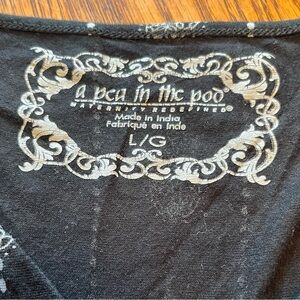 a pea in the pod®
MATERNITY REDEFINED®
Made in India
Fabriqué en Inde
L/G